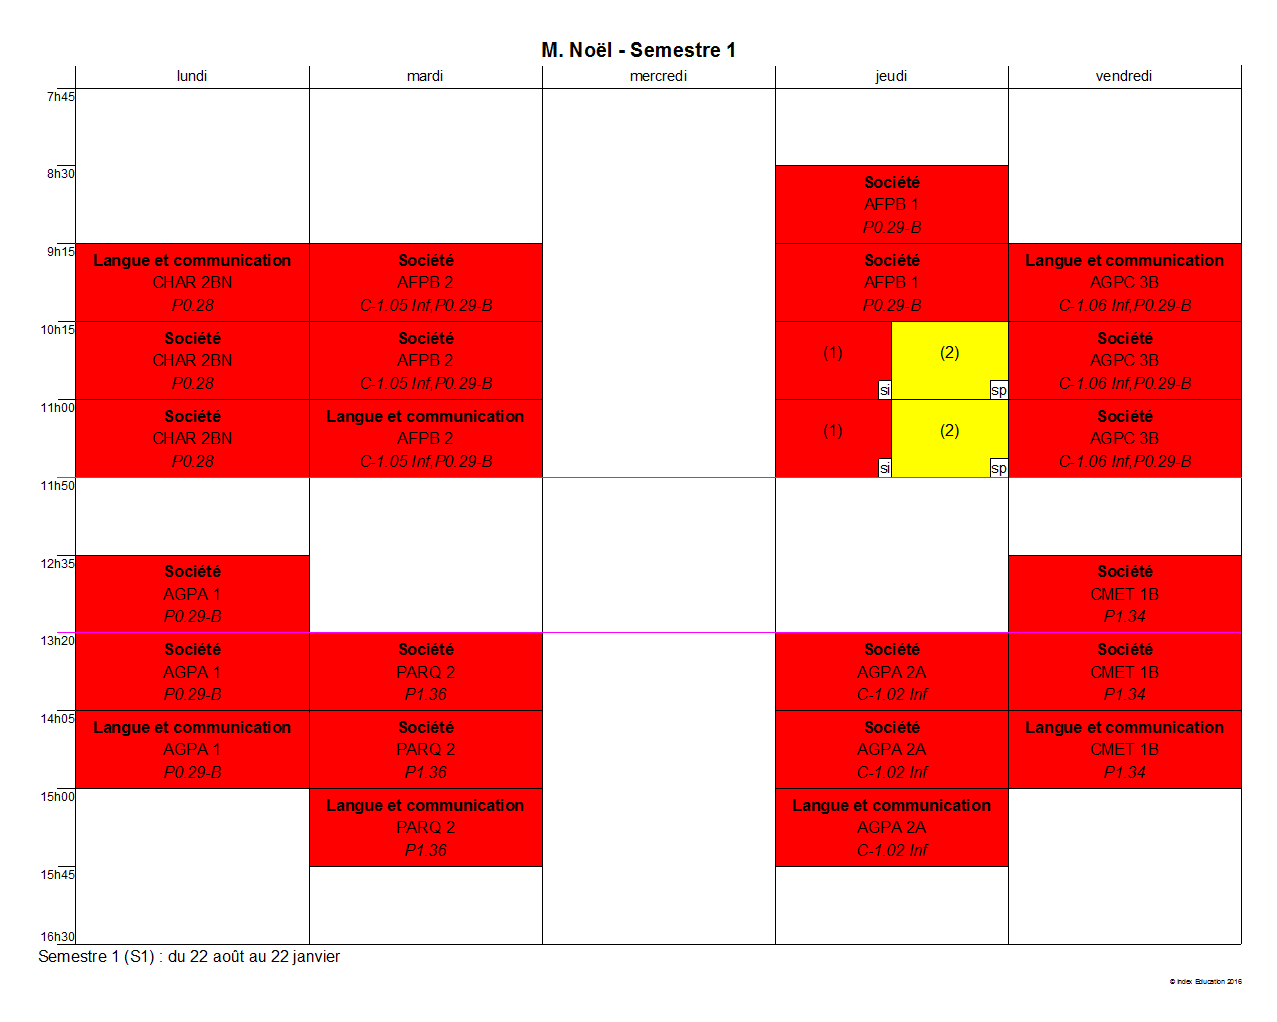 M. Noël - Semestre 1
lundi mardi mercredi jeudi vendredi
7h45
8h30
Société
AFPB 1
P0.29-B
9h15
Langue et communication Société Société Langue et communication
CHAR 2BN AFPB 2 AFPB 1 AGPC 3B
P0.28 C-1.05 Inf,P0.29-B P0.29-B C-1.06 Inf,P0.29-B
10h15
Société Société (1) (2) Société
CHAR 2BN AFPB 2 AGPC 3B
P0.28 C-1.05 Inf,P0.29-B si sp C-1.06 Inf,P0.29-B
11h00
Société Langue et communication (1) (2) Société
CHAR 2BN AFPB 2 AGPC 3B
P0.28 C-1.05 Inf,P0.29-B si sp C-1.06 Inf,P0.29-B
11h50
12h35
Société Société
AGPA 1 CMET 1B
P0.29-B P1.34
13h20
Société Société Société Société
AGPA 1 PARQ 2 AGPA 2A CMET 1B
P0.29-B P1.36 C-1.02 Inf P1.34
14h05
Langue et communication Société Société Langue et communication
AGPA 1 PARQ 2 AGPA 2A CMET 1B
P0.29-B P1.36 C-1.02 Inf P1.34
15h00
Langue et communication Langue et communication
PARQ 2 AGPA 2A
P1.36 C-1.02 Inf
15h45
16h30
Semestre 1 (S1) : du 22 août au 22 janvier
© Index Education 2016